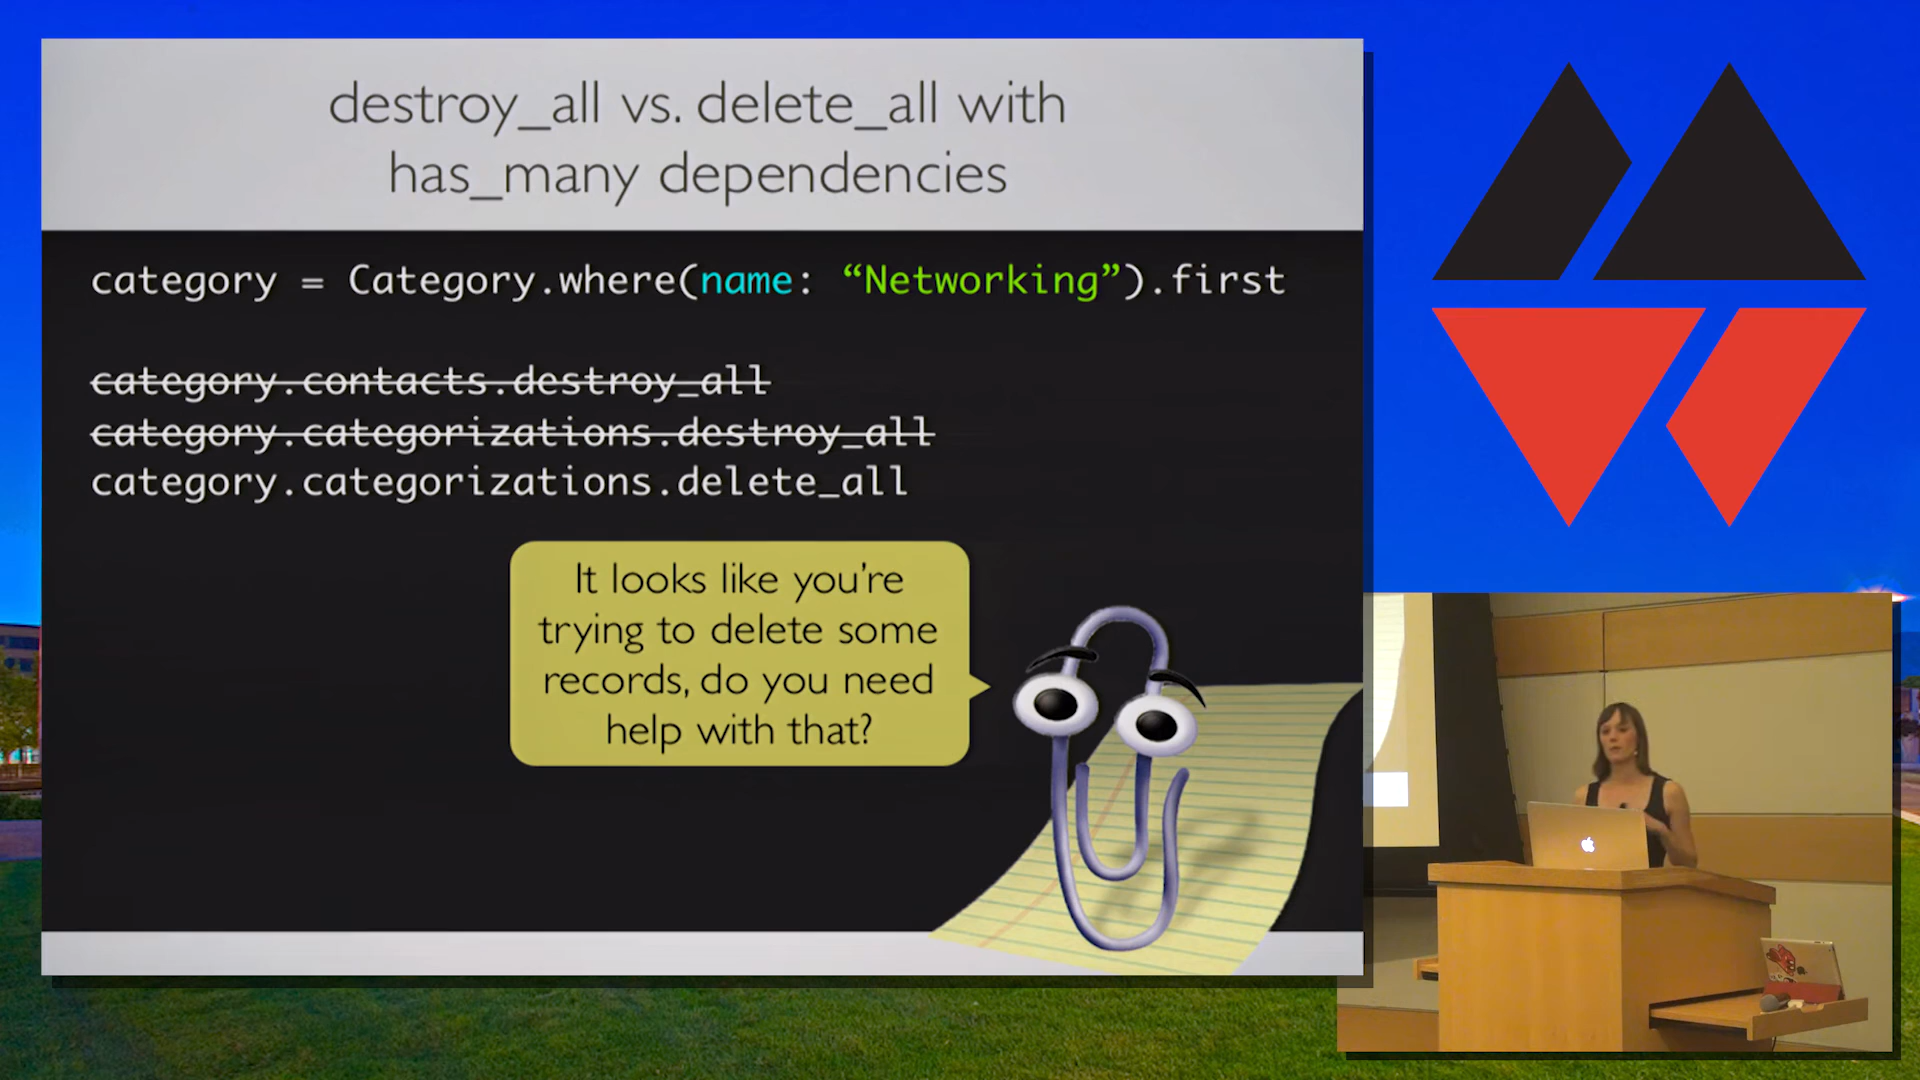 destroy_all vs. delete_all with
has_many dependencies
category = Category.where(name: “Networking”).first
category.contacts.destroy_all
category.categorizations.destroy_all
category.categorizations.delete_all
It looks like you’re
trying to delete some
records, do you need
help with that?